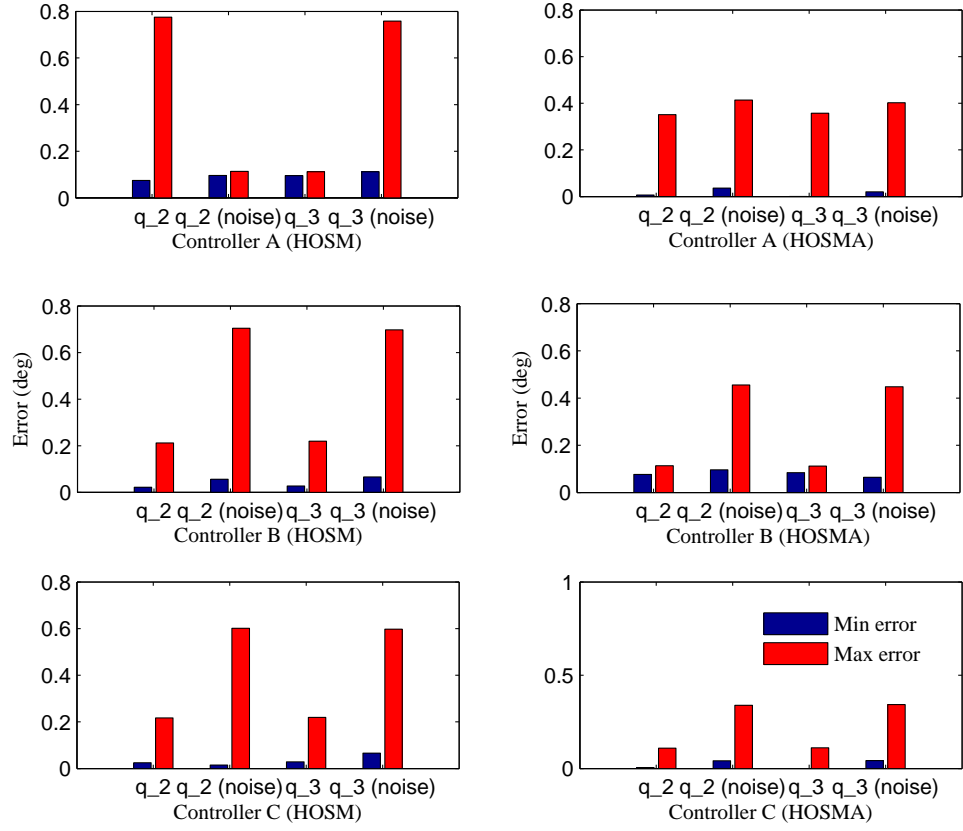 0.8
0.6
0.4
0.2
0
q_2 q_2 (noise) q_3 q_3 (noise)
Controller A (HOSM)
0.8
0.6
0.4
0.2
0
q_2 q_2 (noise) q_3 q_3 (noise)
Controller A (HOSMA)
Error (deg)
0.8
0.6
0.4
0.2
0
q_2 q_2 (noise) q_3 q_3 (noise)
Controller B (HOSM)
Error (deg)
0.8
0.6
0.4
0.2
0
q_2 q_2 (noise) q_3 q_3 (noise)
Controller B (HOSMA)
0.8
0.6
0.4
0.2
0
q_2 q_2 (noise) q_3 q_3 (noise)
Controller C (HOSM)
1
0.5
0
Min error
Max error
q_2 q_2 (noise) q_3 q_3 (noise)
Controller C (HOSMA)